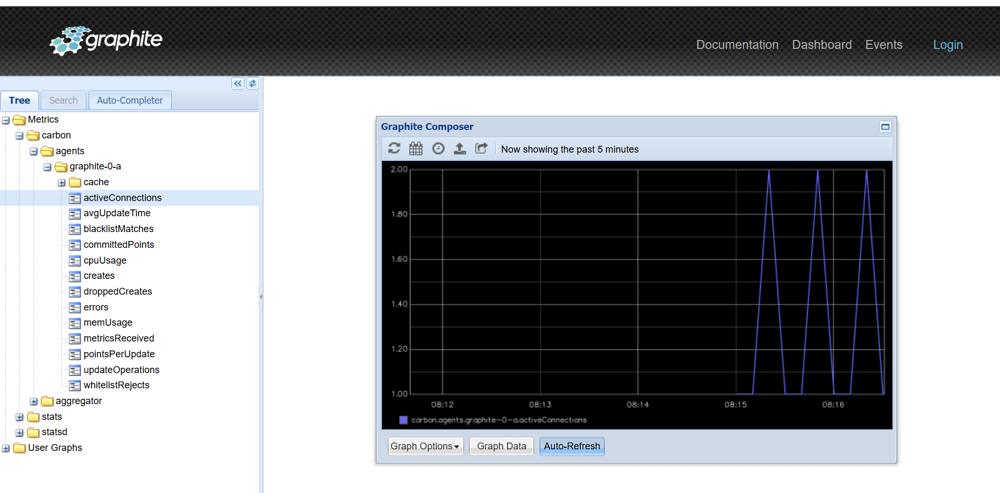 graphite
Documentation Dashboard Events Login
Tree Search Auto-Completer
Metrics
carbon
agents
graphite-0-a
cache
activeConnections
avgUpdateTime
blacklistMatches
committedPoints
cpuUsage
creates
droppedCreates
errors
memUsage
metricsReceived
pointsPerUpdate
updateOperations
whitelistRejects
aggregator
stats
statsd
User Graphs
Graphite Composer
Now showing the past 5 minutes
2.00
1.80
1.60
1.40
1.20
1.00
08:12 08:13 08:14 08:15 08:16
carbon.agents.graphite-0-a.activeConnections
Graph Options Graph Data Auto-Refresh